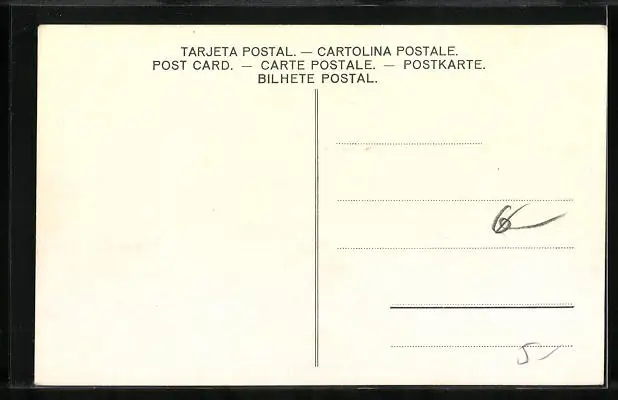 TARJETA POSTAL. — CARTOLINA POSTALE.
POST CARD. — CARTE POSTALE. — POSTKARTE.
BILHETE POSTAL.
6—
5-